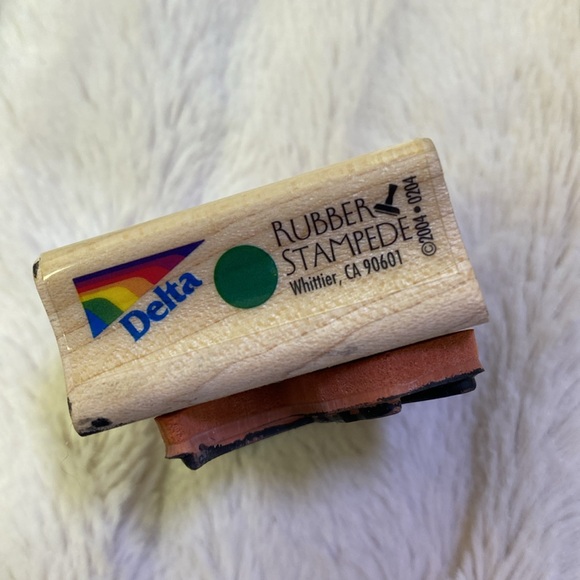 Delta
RUBBER
STAMPEDE
Whittier, CA 90601
©2004 • 0204